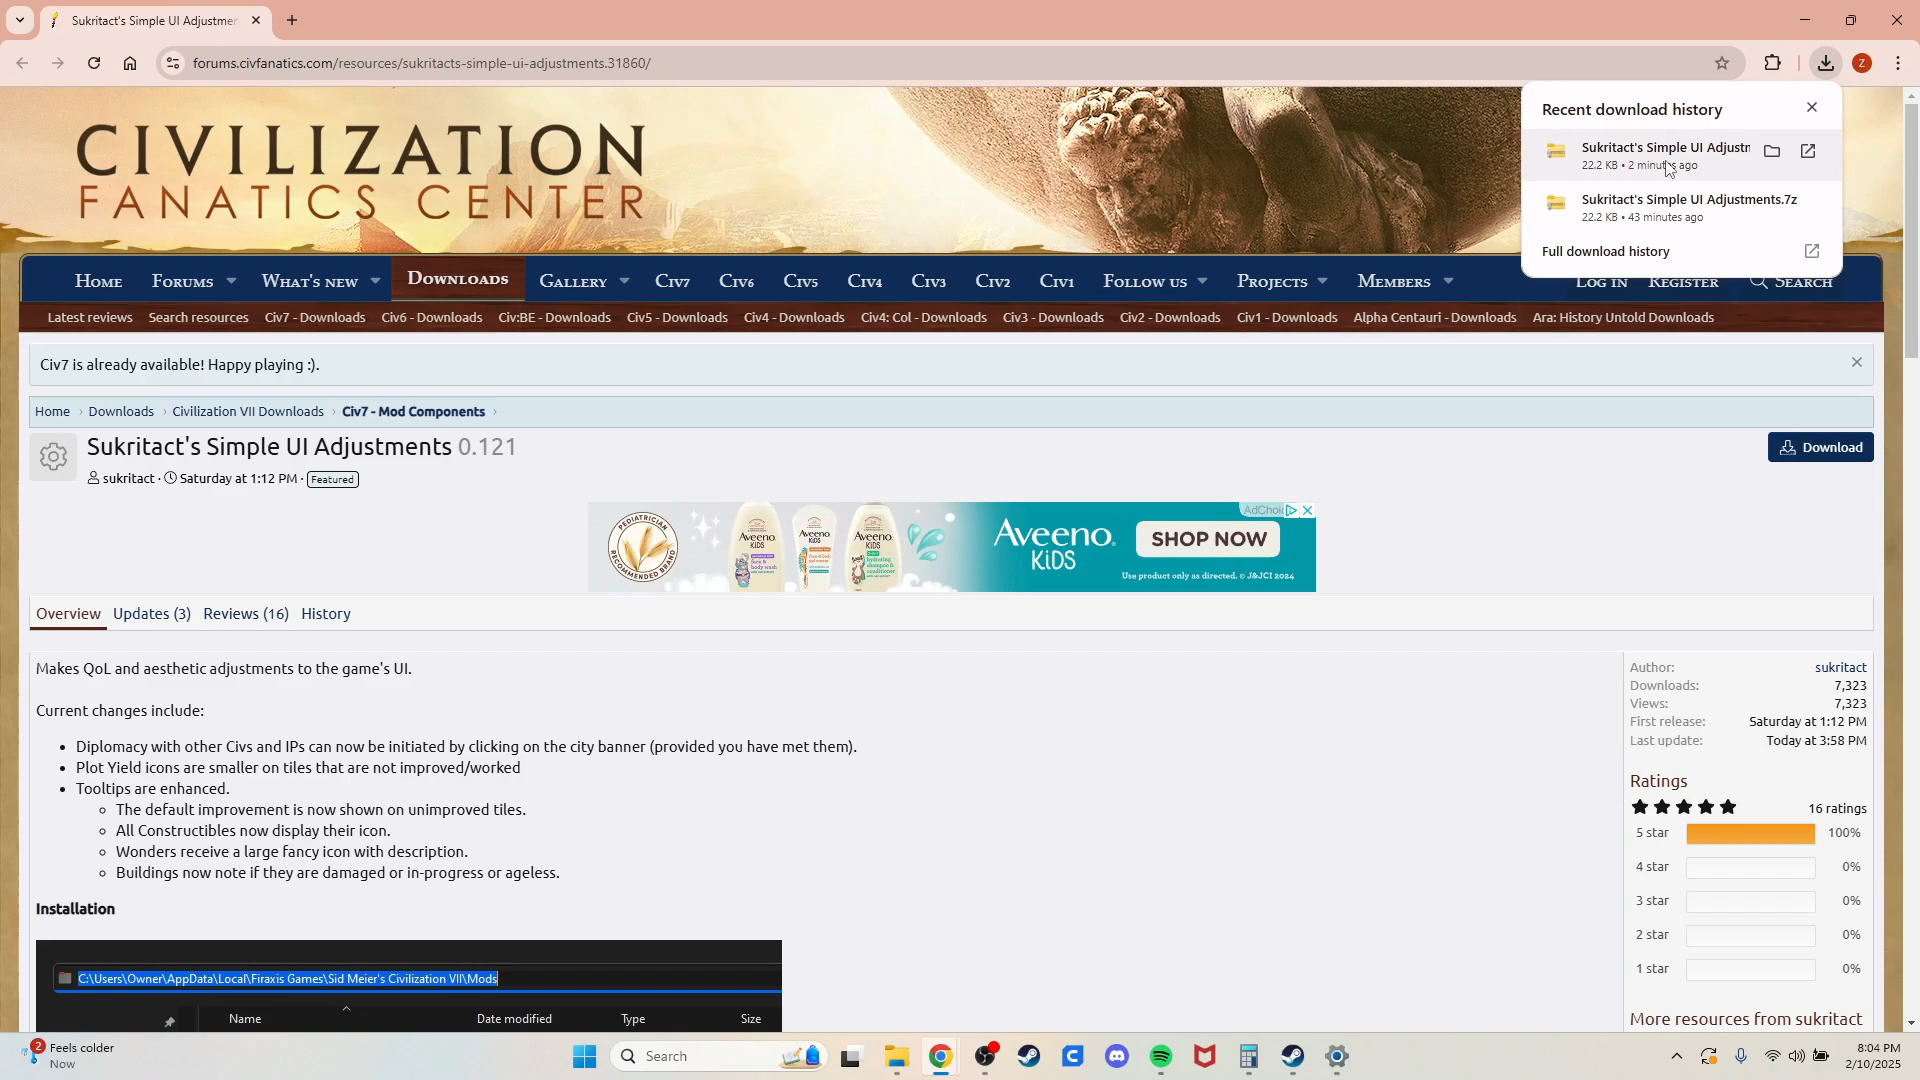 Sukritact's Simple UI Adjustmen
forums.civfanatics.com/resources/sukritacts-simple-ui-adjustments.31860/
Z
Recent download history
Sukritact's Simple UI Adjustn
22.2 KB • 2 minutes ago
Sukritact's Simple UI Adjustments.7z
22.2 KB • 43 minutes ago
Full download history
CIVILIZATION
FANATICS CENTER
Home Forums What's new Downloads Gallery Civ7 Civ6 Civ5 Civ4 Civ3 Civ2 Civ1 Follow us Projects Members Log in Register Search
Latest reviews Search resources Civ7 - Downloads Civ6 - Downloads Civ:BE - Downloads Civ5 - Downloads Civ4 - Downloads Civ4: Col - Downloads Civ3 - Downloads Civ2 - Downloads Civ1 - Downloads Alpha Centauri - Downloads Ara: History Untold Downloads
Civ7 is already available! Happy playing :).
Home › Downloads › Civilization VII Downloads › Civ7 - Mod Components ›
Sukritact's Simple UI Adjustments 0.121
Download
sukritact · Saturday at 1:12 PM · Featured
PEDIATRICIAN RECOMMENDED BRAND
Aveeno KiDS
SHOP NOW
Use product only as directed. © J&JCI 2024
AdChoic
Overview Updates (3) Reviews (16) History
Makes QoL and aesthetic adjustments to the game's UI.
Current changes include:
• Diplomacy with other Civs and IPs can now be initiated by clicking on the city banner (provided you have met them).
• Plot Yield icons are smaller on tiles that are not improved/worked
• Tooltips are enhanced.
The default improvement is now shown on unimproved tiles.
All Constructibles now display their icon.
Wonders receive a large fancy icon with description.
Buildings now note if they are damaged or in-progress or ageless.
Installation
C:\Users\Owner\AppData\Local\Firaxis Games\Sid Meier's Civilization VII\Mods
Name Date modified Type Size
Author: sukritact
Downloads: 7,323
Views: 7,323
First release: Saturday at 1:12 PM
Last update: Today at 3:58 PM
Ratings
16 ratings
5 star 100%
4 star 0%
3 star 0%
2 star 0%
1 star 0%
More resources from sukritact
2
Feels colder
Now
Search
8:04 PM
2/10/2025